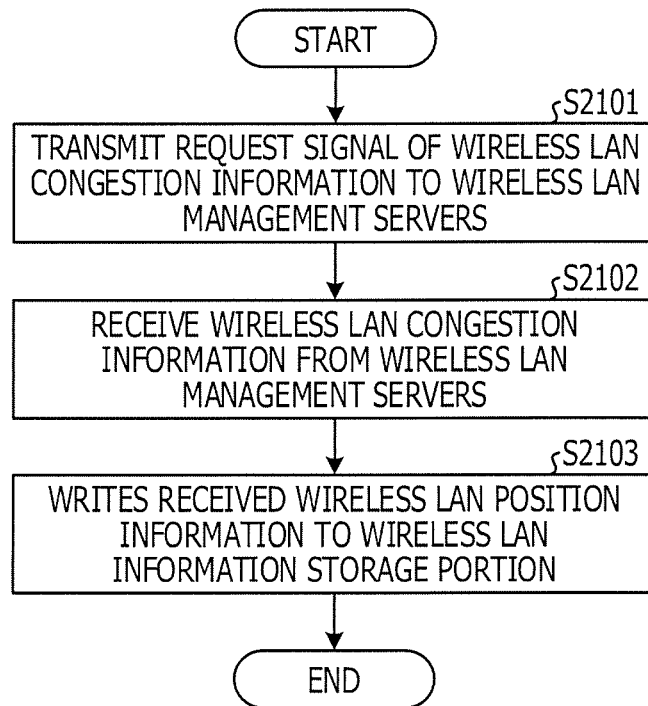 START
S2101
TRANSMIT REQUEST SIGNAL OF WIRELESS LAN
CONGESTION INFORMATION TO WIRELESS LAN
MANAGEMENT SERVERS
S2102
RECEIVE WIRELESS LAN CONGESTION
INFORMATION FROM WIRELESS LAN
MANAGEMENT SERVERS
S2103
WRITES RECEIVED WIRELESS LAN POSITION
INFORMATION TO WIRELESS LAN
INFORMATION STORAGE PORTION
END